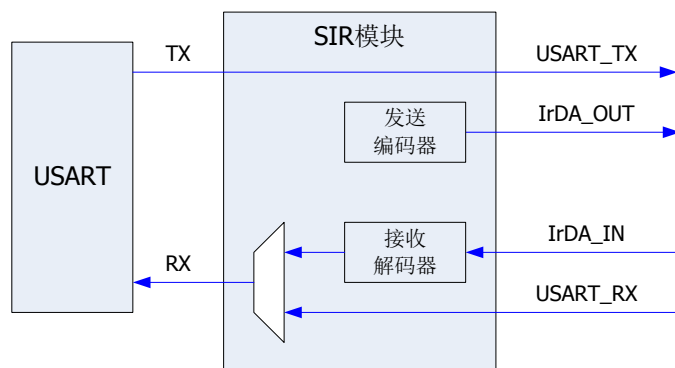 SIR模块
TX
USART_TX
发送
编码器
IrDA_OUT
USART
接收
解码器
IrDA_IN
RX
USART_RX